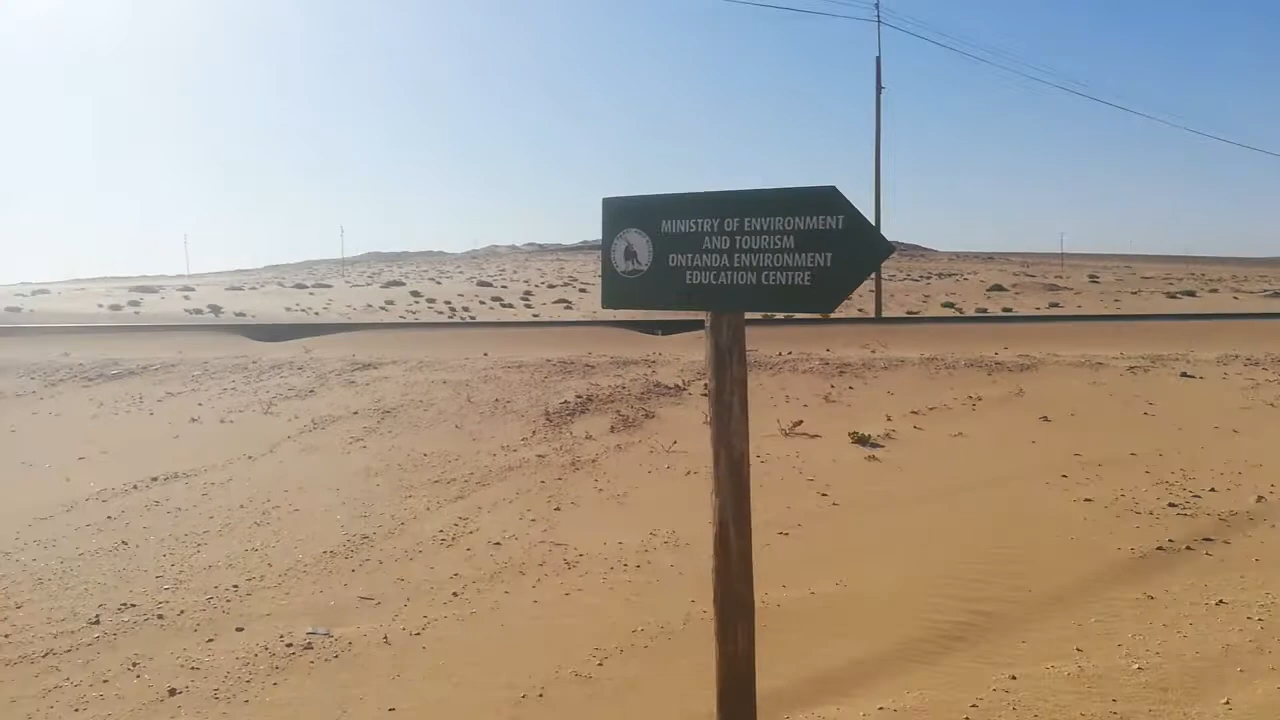 MINISTRY OF ENVIRONMENT
AND TOURISM
ONTANDA ENVIRONMENT
EDUCATION CENTRE